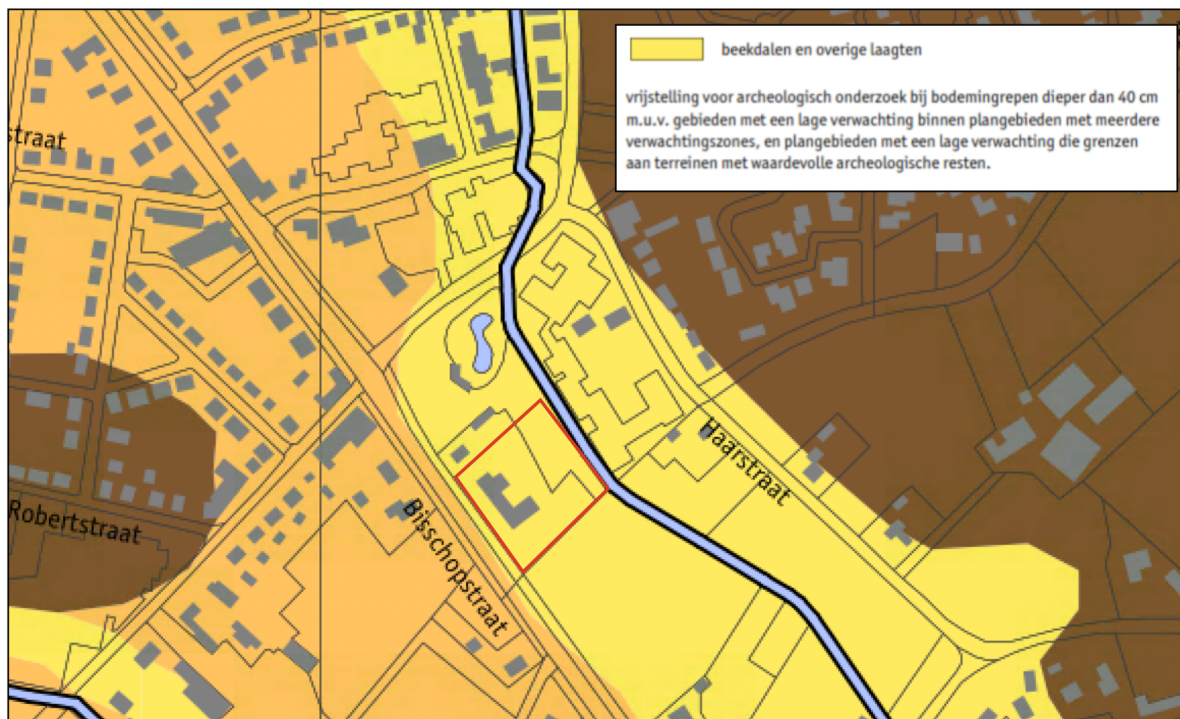 beekdalen en overige laagten
vrijstelling voor archeologisch onderzoek bij bodemingrepen dieper dan 40 cm
m.u.v. gebieden met een lage verwachting binnen plangebieden met meerdere
verwachtingszones, en plangebieden met een lage verwachting die grenzen
aan terreinen met waardevolle archeologische resten.
straat
Haarstraat
Robertstraat
Bisschopstraat